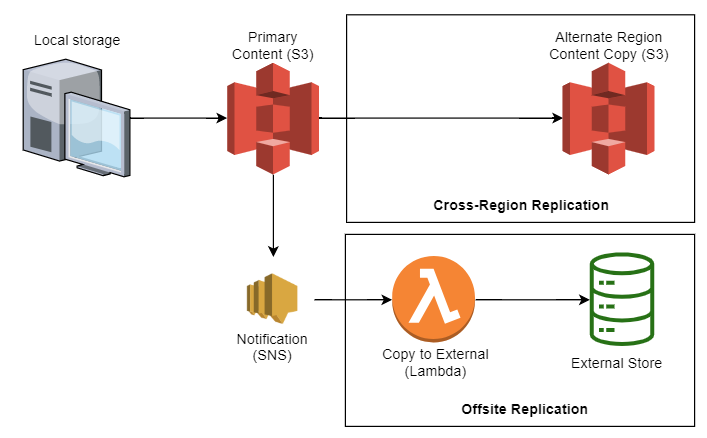 Local storage
Primary
Content (S3)
Alternate Region
Content Copy (S3)
Cross-Region Replication
Notification
(SNS)
Copy to External
(Lambda)
External Store
Offsite Replication